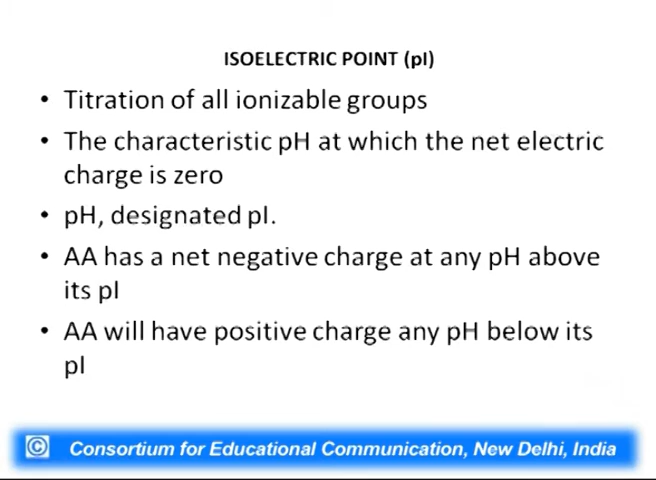 ISOELECTRIC POINT (pI)
• Titration of all ionizable groups
• The characteristic pH at which the net electric
charge is zero
• pH, designated pI.
• AA has a net negative charge at any pH above
its pI
• AA will have positive charge any pH below its
pI
© Consortium for Educational Communication, New Delhi, India